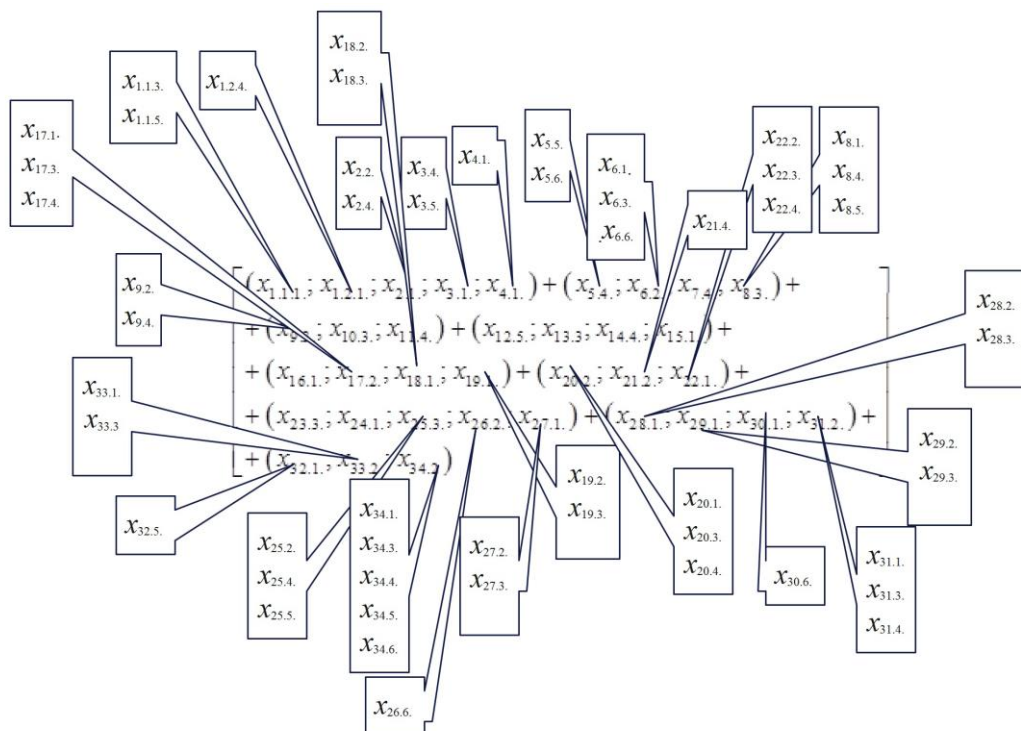 x18.2.
x18.3.
x1.1.3.
x1.1.5.
x1.2.4.
x17.1.
x17.3.
x17.4.
x2.2.
x2.4.
x3.4.
x3.5.
x4.1.
x5.5.
x5.6.
x6.1.
x6.3.
x6.6.
x21.4.
x22.2.
x22.3.
x22.4.
x8.1.
x8.4.
x8.5.
x9.2.
x9.4.
[(x1.1.1.; x1.2.1.; x2.1.; x3.1.; x4.1.) + (x5.4.; x6.2. x7.4. x8.3.) +
+ ( x10.3.; x11.4.) + (x12.5.; x13.3; x14.4. x15.1.) +
+ (x16.1.; x17.2.; x18.1.; ) + (x20.2.; x21.2.; x22.1.) +
+ (x23.3.; x24.1.; x25.3.; x26.2. x27.1.) + (x28.1.; x29.1.; x30.1.; x31.2.) +
+ (x32.1.; x33.2 x34.2)]
x28.2.
x28.3.
x33.1.
x33.3
x29.2.
x29.3.
x32.5.
x25.2.
x25.4.
x25.5.
x34.1.
x34.3.
x34.4.
x34.5.
x34.6.
x27.2.
x27.3.
x19.2.
x19.3.
x20.1.
x20.3.
x20.4.
x30.6.
x31.1.
x31.3.
x31.4.
x26.6.